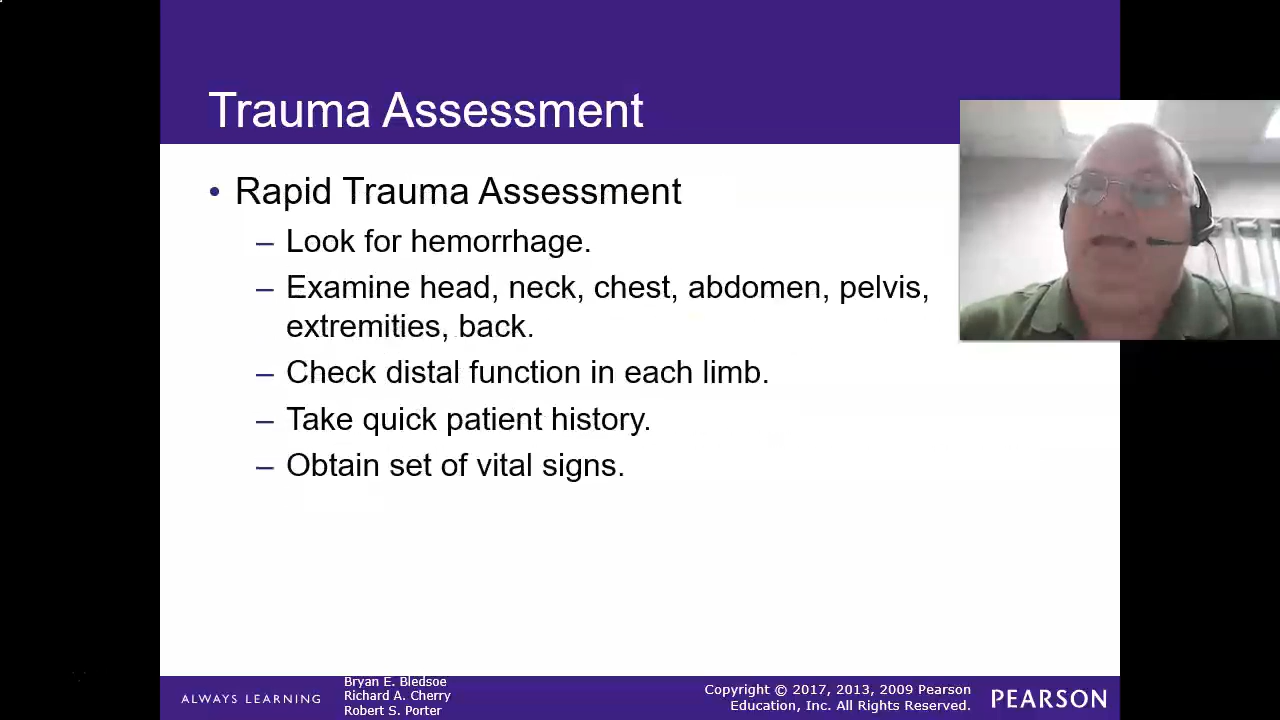 Trauma Assessment
• Rapid Trauma Assessment
– Look for hemorrhage.
– Examine head, neck, chest, abdomen, pelvis,
extremities, back.
– Check distal function in each limb.
– Take quick patient history.
– Obtain set of vital signs.
ALWAYS LEARNING
Bryan E. Bledsoe
Richard A. Cherry
Robert S. Porter
Copyright © 2017, 2013, 2009 Pearson
Education, Inc. All Rights Reserved.
PEARSON